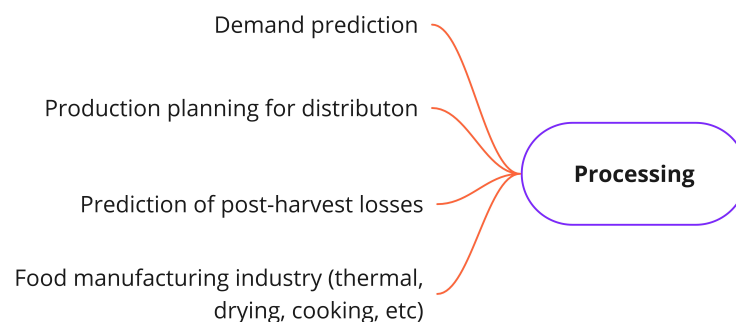 Demand prediction
Production planning for distributon
Processing
Prediction of post-harvest losses
Food manufacturing industry (thermal,
drying, cooking, etc)